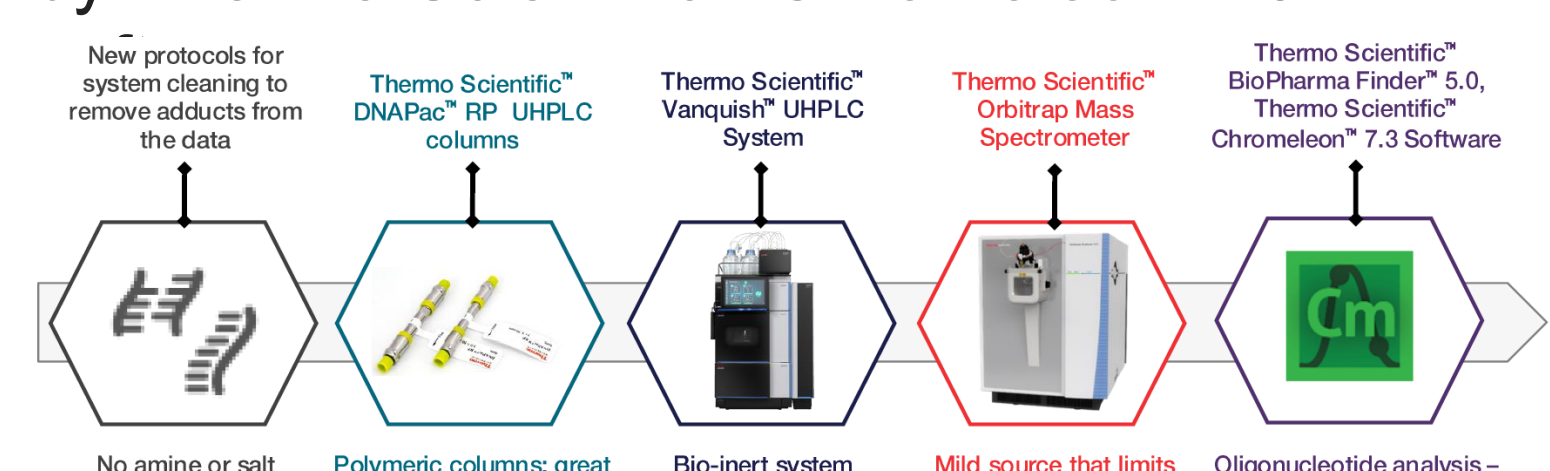 New protocols for
system cleaning to
remove adducts from
the data
Thermo Scientific™
DNAPac™ RP UHPLC
columns
Thermo Scientific™
Vanquish™ UHPLC
System
Thermo Scientific™
Orbitrap Mass
Spectrometer
Thermo Scientific™
BioPharma Finder™ 5.0,
Thermo Scientific™
Chromeleon™ 7.3 Software
Cm
No amine or salt
Polymeric columns; great
Bio-inert system
Mild source that limits
Oligonucleotide analysis –